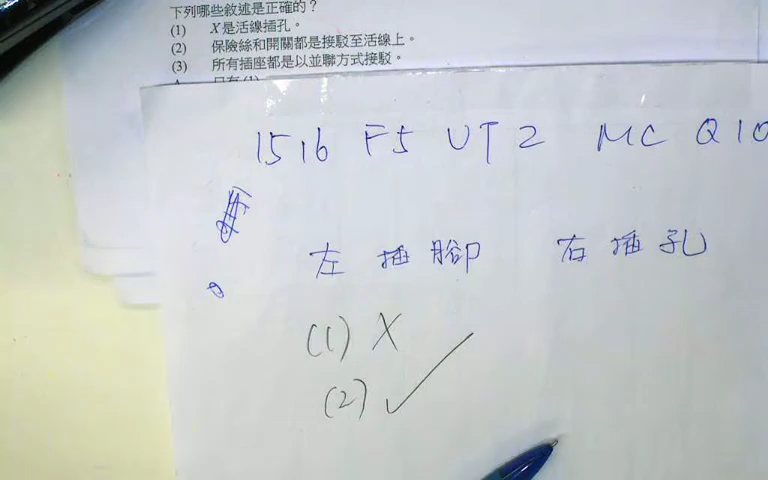 下列哪些敘述是正確的？
(1) X是活線插孔。
(2) 保險絲和開關都是接駁至活線上。
(3) 所有插座都是以並聯方式接駁。
1516 F5 UT2 MC Q10
左插腳 右插孔
(1) X
(2) ✓